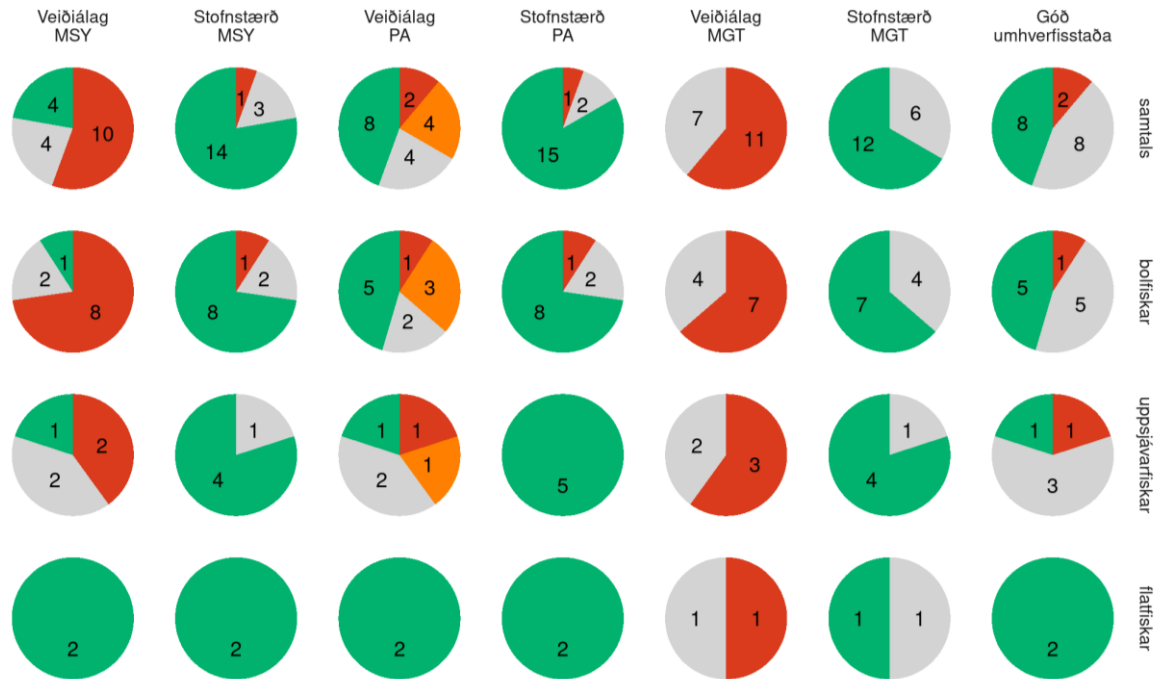 Veiðiálag
MSY
Stofnstærð
MSY
Veiðiálag
PA
Stofnstærð
PA
Veiðiálag
MGT
Stofnstærð
MGT
Góð
umhverfisstaða
4 10 4
1 3 14
2 8 4 4
1 2 15
7 11
6 12
2 8 8
samtals
1 2 8
1 2 8
1 5 3 2
1 2 8
4 7
4 7
1 5 5
bolfiskar
1 2 2
1 4
1 1 1 2
5
2 3
1 4
1 1 3
uppsjávarfiskar
2
2
2
2
1 1
1 1
2
flatfiskar